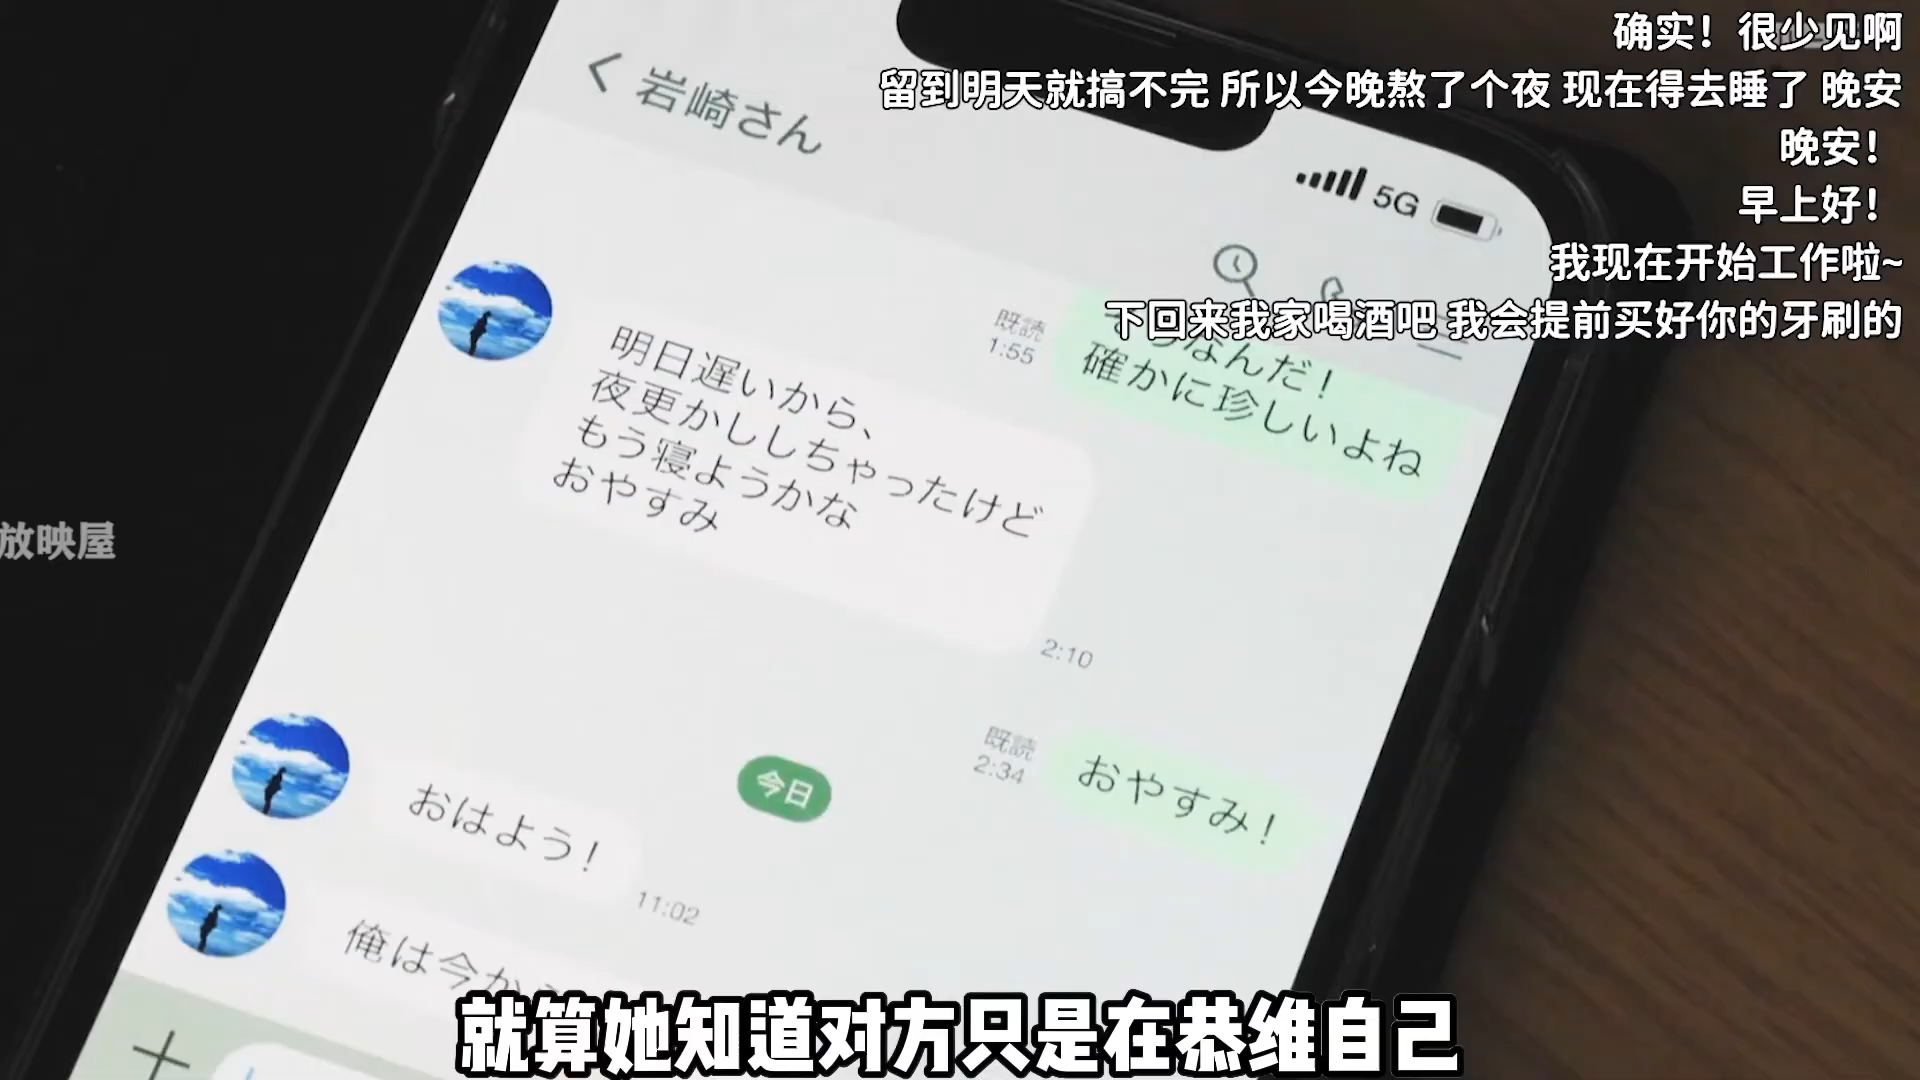 确实！很少见啊
留到明天就搞不完 所以今晚熬了个夜 现在得去睡了 晚安
晚安！
早上好！
我现在开始工作啦~
下回来我家喝酒吧 我会提前买好你的牙刷的
岩崎さん
5G
なんだ！
確かに珍しいよね
既読
1:55
明日遅いから、
夜更かししちゃったけど
もう寝ようかな
おやすみ
2:10
放映屋
既読
2:34
おやすみ！
今日
おはよう！
11:02
俺は今か
就算她知道对方只是在恭维自己